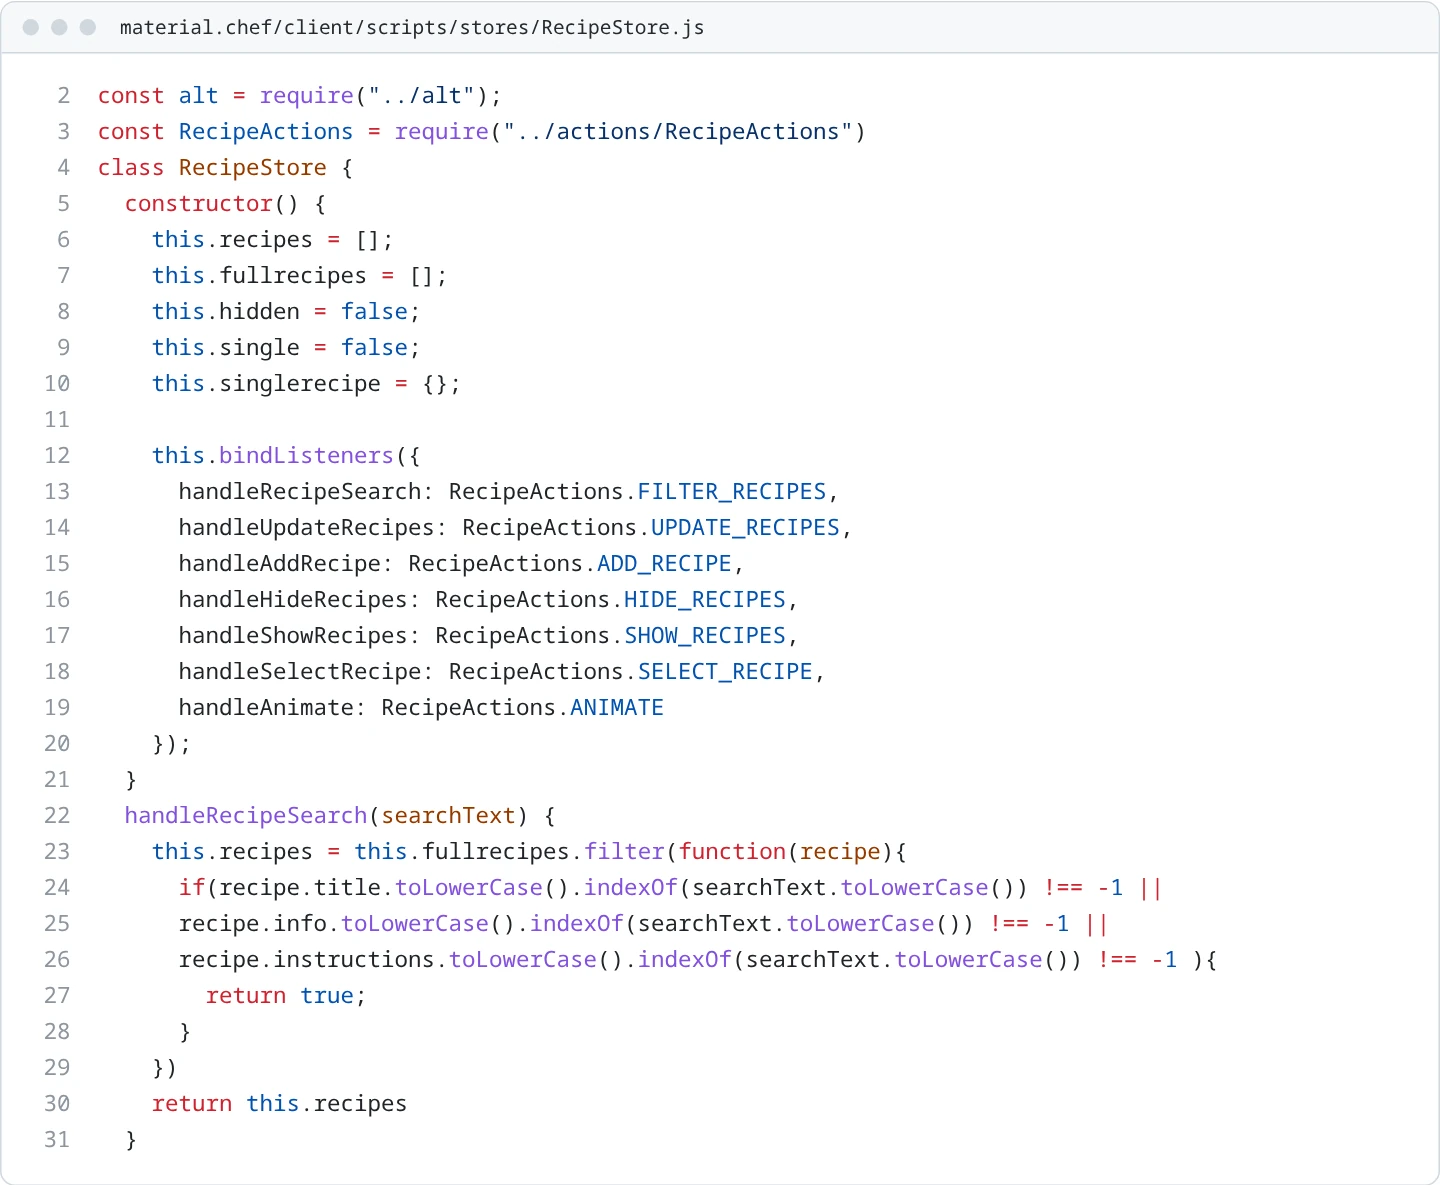 material.chef/client/scripts/stores/RecipeStore.js
2 const alt = require("../alt");
3 const RecipeActions = require("../actions/RecipeActions")
4 class RecipeStore {
5   constructor() {
6     this.recipes = [];
7     this.fullrecipes = [];
8     this.hidden = false;
9     this.single = false;
10     this.singlerecipe = {};
11
12     this.bindListeners({
13       handleRecipeSearch: RecipeActions.FILTER_RECIPES,
14       handleUpdateRecipes: RecipeActions.UPDATE_RECIPES,
15       handleAddRecipe: RecipeActions.ADD_RECIPE,
16       handleHideRecipes: RecipeActions.HIDE_RECIPES,
17       handleShowRecipes: RecipeActions.SHOW_RECIPES,
18       handleSelectRecipe: RecipeActions.SELECT_RECIPE,
19       handleAnimate: RecipeActions.ANIMATE
20     });
21   }
22   handleRecipeSearch(searchText) {
23     this.recipes = this.fullrecipes.filter(function(recipe){
24       if(recipe.title.toLowerCase().indexOf(searchText.toLowerCase()) !== -1 ||
25       recipe.info.toLowerCase().indexOf(searchText.toLowerCase()) !== -1 ||
26       recipe.instructions.toLowerCase().indexOf(searchText.toLowerCase()) !== -1 ){
27         return true;
28       }
29     })
30     return this.recipes
31   }